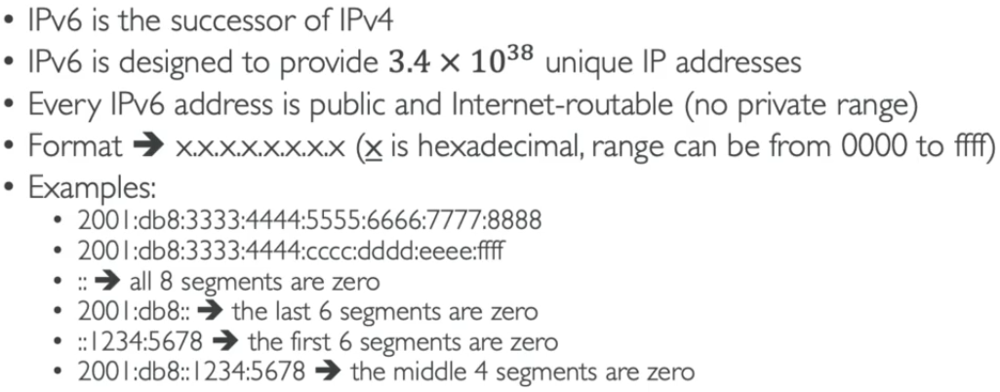 • IPv6 is the successor of IPv4
• IPv6 is designed to provide 3.4 × 10³⁸ unique IP addresses
• Every IPv6 address is public and Internet-routable (no private range)
• Format ➔ x.x.x.x.x.x.x.x (x is hexadecimal, range can be from 0000 to ffff)
• Examples:
• 2001:db8:3333:4444:5555:6666:7777:8888
• 2001:db8:3333:4444:cccc:dddd:eeee:ffff
• :: ➔ all 8 segments are zero
• 2001:db8:: ➔ the last 6 segments are zero
• ::1234:5678 ➔ the first 6 segments are zero
• 2001:db8::1234:5678 ➔ the middle 4 segments are zero